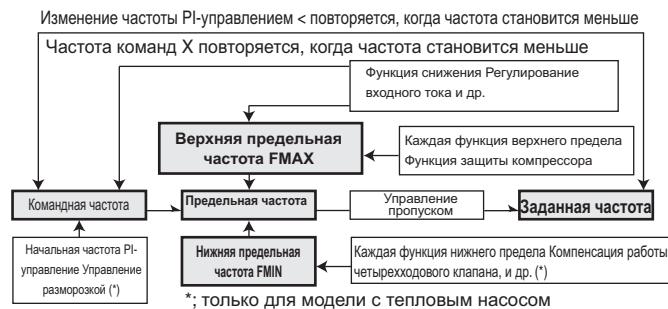 Изменение частоты PI-управлением < повторяется, когда частота становится меньше
Частота команд X повторяется, когда частота становится меньше
Функция снижения Регулирование
входного тока и др.
Верхняя предельная
частота FMAX
Каждая функция верхнего предела
Функция защиты компрессора
Командная частота
Предельная частота
Управление
пропуском
Заданная частота
Начальная частота PI-
управление Управление
разморозкой (*)
Нижняя предельная
частота FMIN
Каждая функция нижнего предела Компенсация работы
четырехходового клапана, и др. (*)
*; только для модели с тепловым насосом